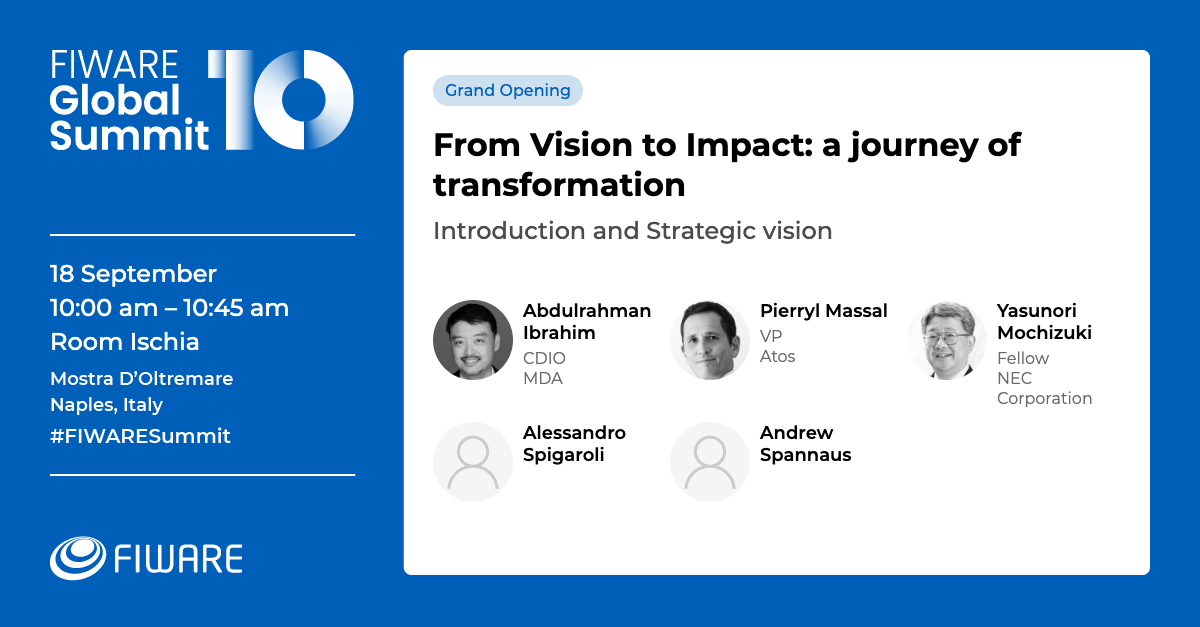 FIWARE
Global
Summit
10
18 September
10:00 am – 10:45 am
Room Ischia
Mostra D’Oltremare
Naples, Italy
#FIWARESummit
FIWARE
Grand Opening
From Vision to Impact: a journey of
transformation
Introduction and Strategic vision
Abdulrahman
Ibrahim
CDIO
MDA
Pierryl Massal
VP
Atos
Yasunori
Mochizuki
Fellow
NEC
Corporation
Alessandro
Spigaroli
Andrew
Spannaus